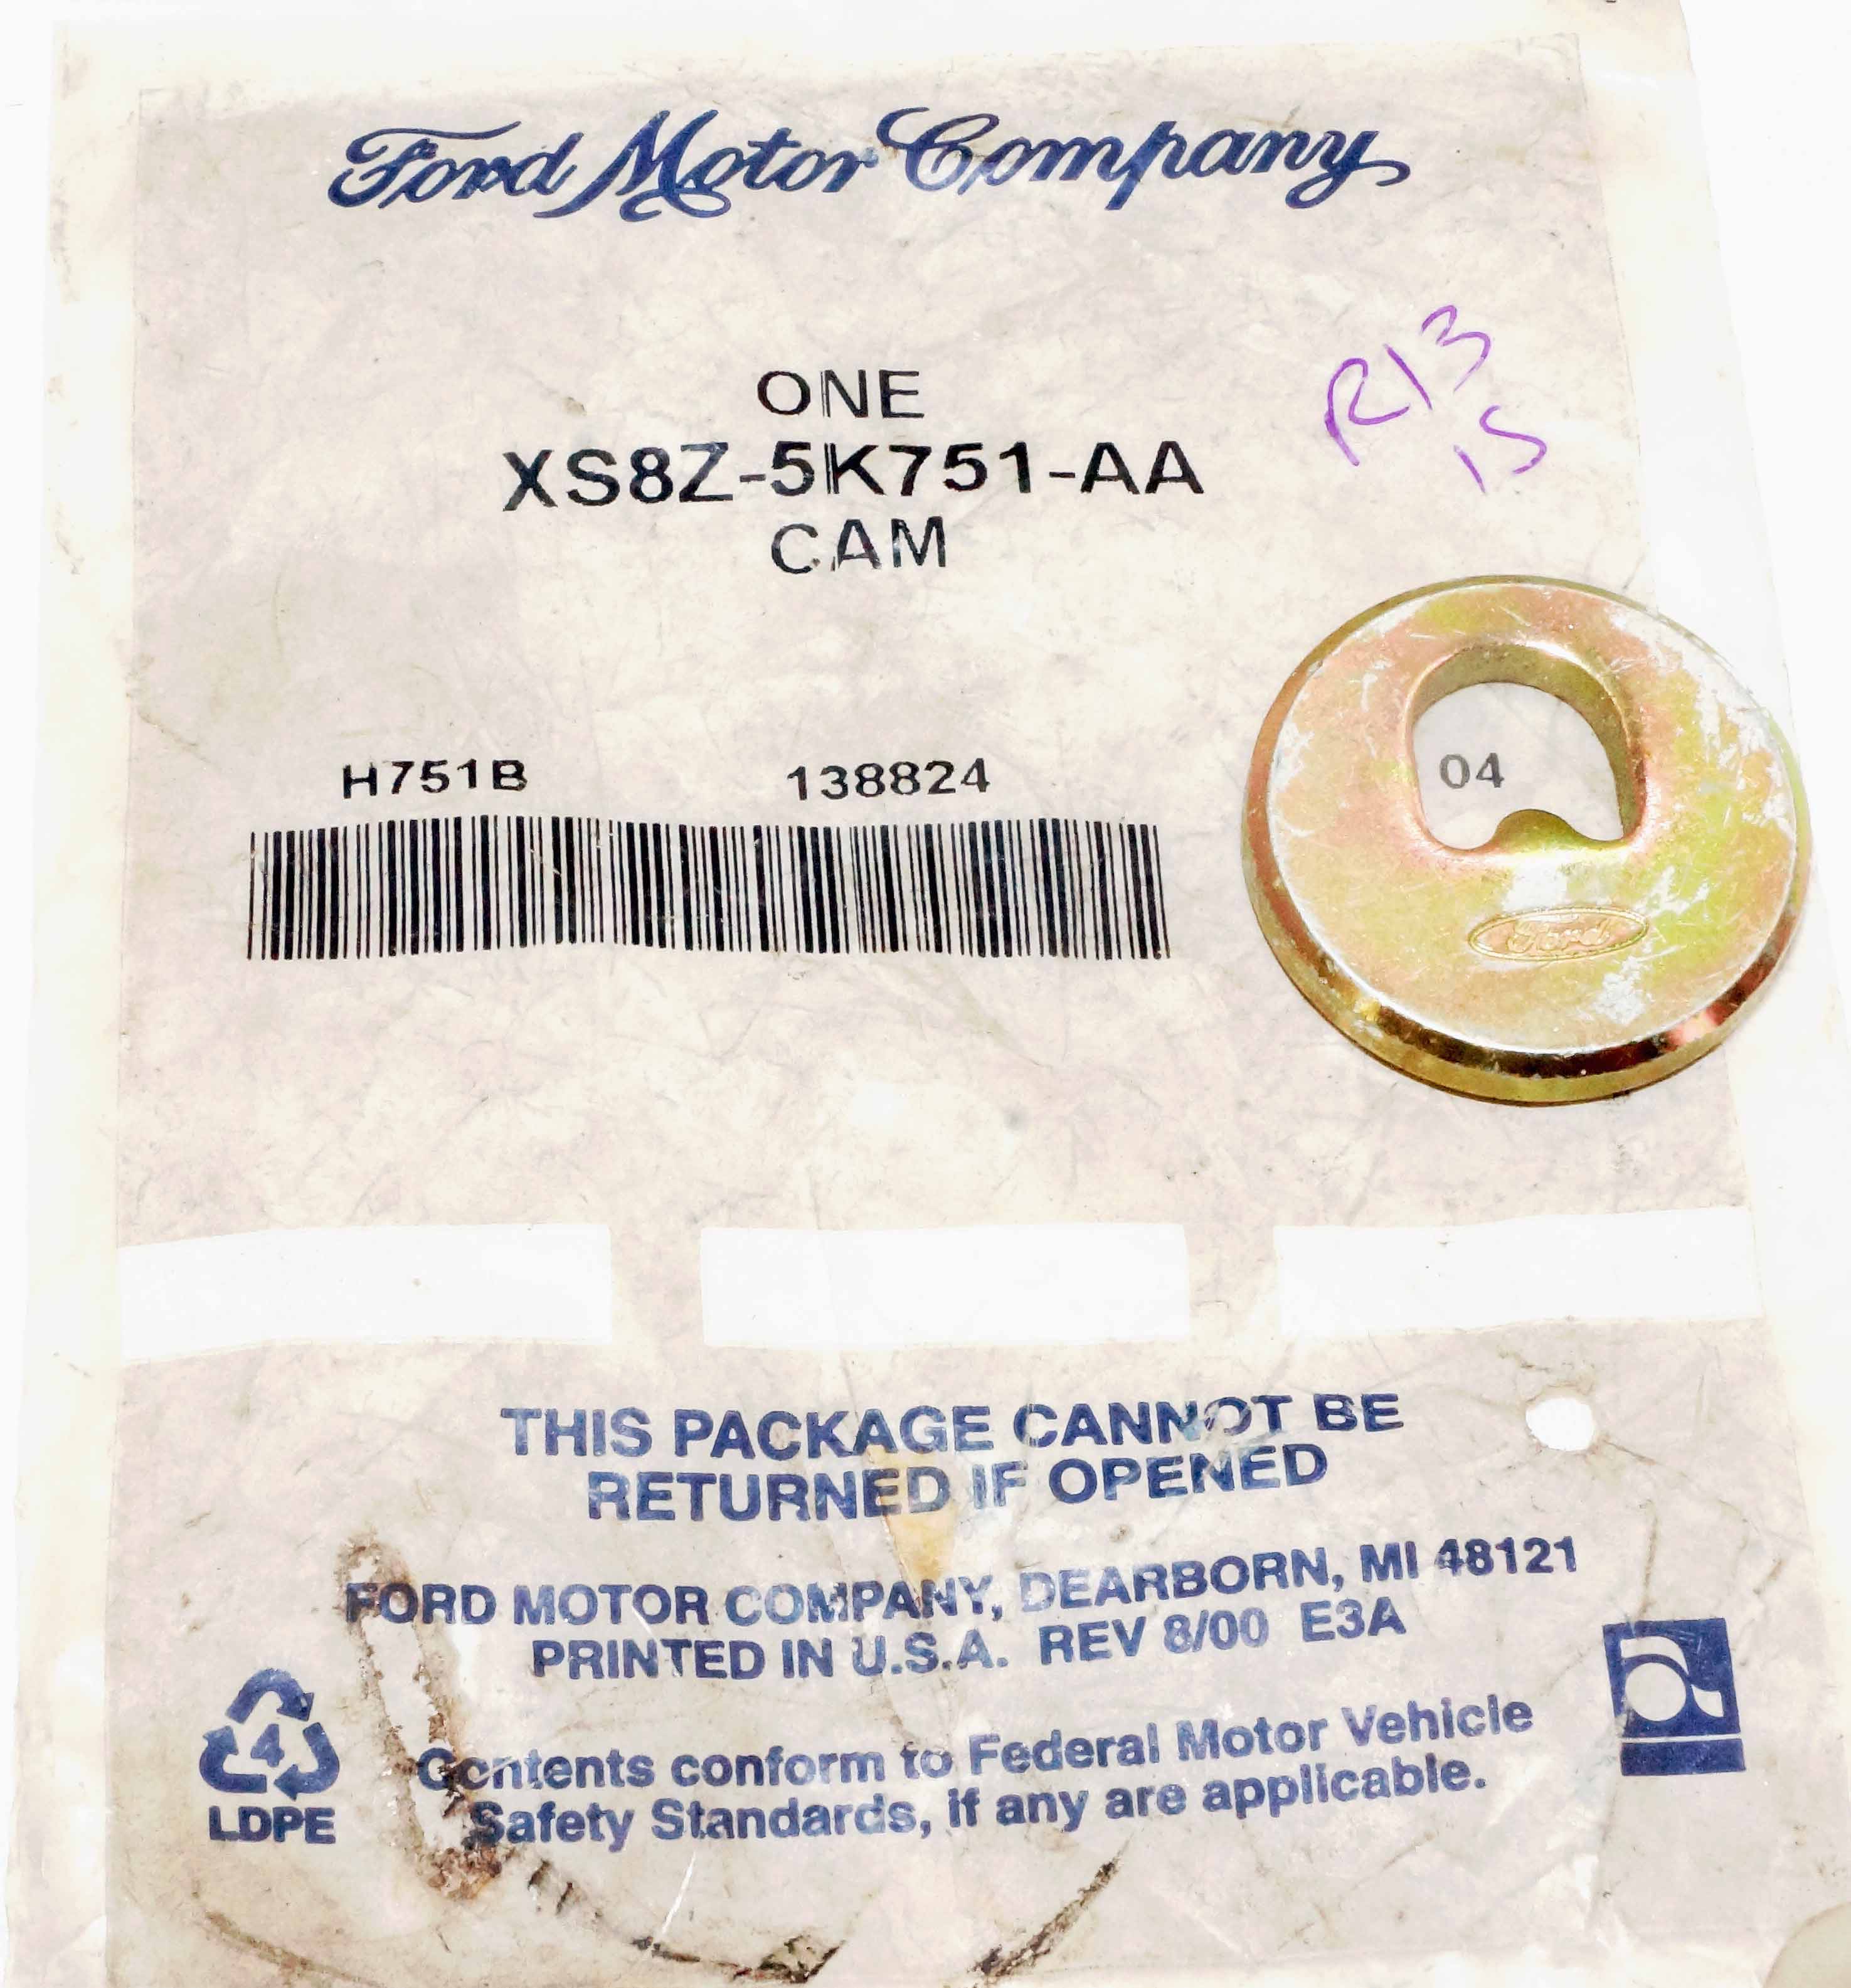 Ford Motor Company
R13
15
ONE
XS8Z-5K751-AA
CAM
H751B 138824 04
Ford
THIS PACKAGE CANNOT BE
RETURNED IF OPENED
FORD MOTOR COMPANY, DEARBORN, MI 48121
PRINTED IN U.S.A. REV 8/00 E3A
4
LDPE
Contents conform to Federal Motor Vehicle
Safety Standards, if any are applicable.